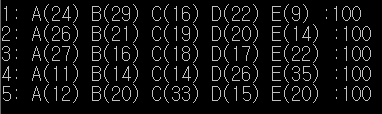 1: A(24) B(29) C(16) D(22) E(9) :100
2: A(26) B(21) C(19) D(20) E(14) :100
3: A(27) B(16) C(18) D(17) E(22) :100
4: A(11) B(14) C(14) D(26) E(35) :100
5: A(12) B(20) C(33) D(15) E(20) :100